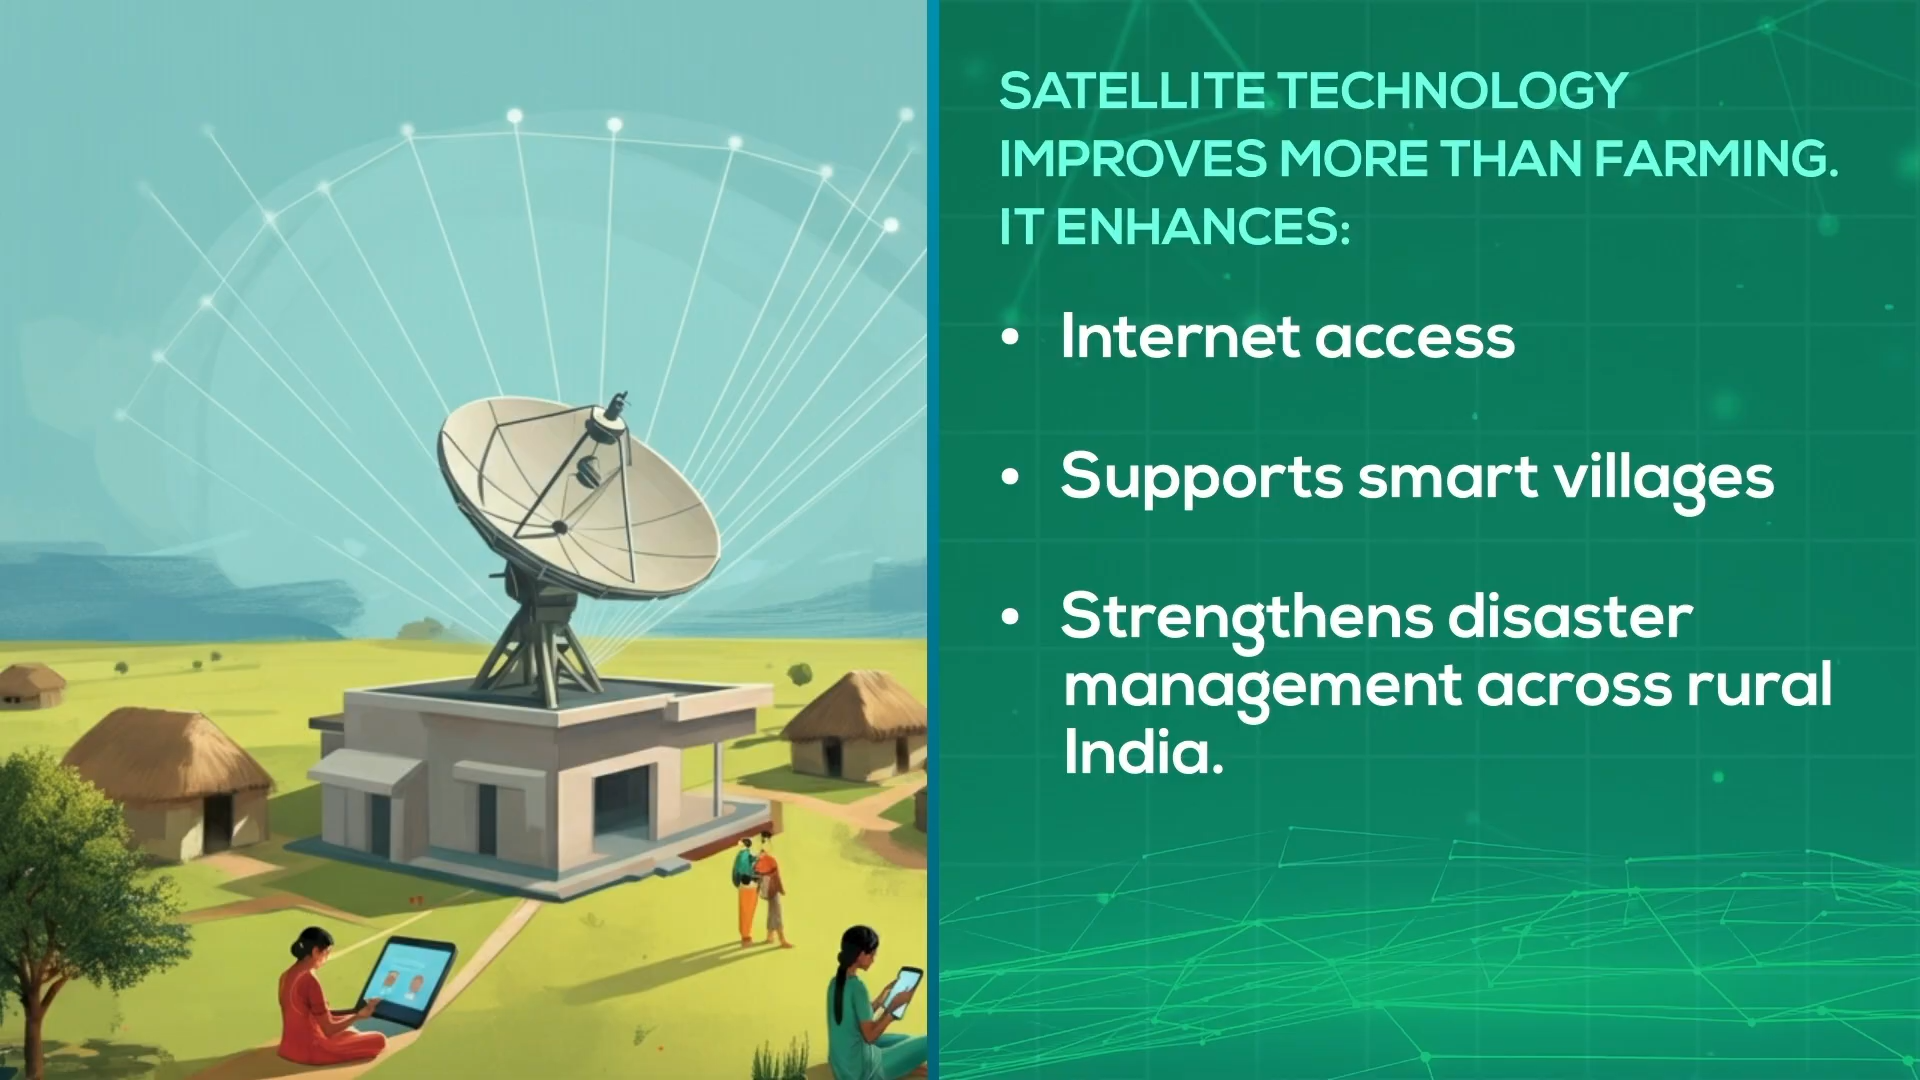 SATELLITE TECHNOLOGY
IMPROVES MORE THAN FARMING.
IT ENHANCES:
• Internet access
• Supports smart villages
• Strengthens disaster
management across rural
India.